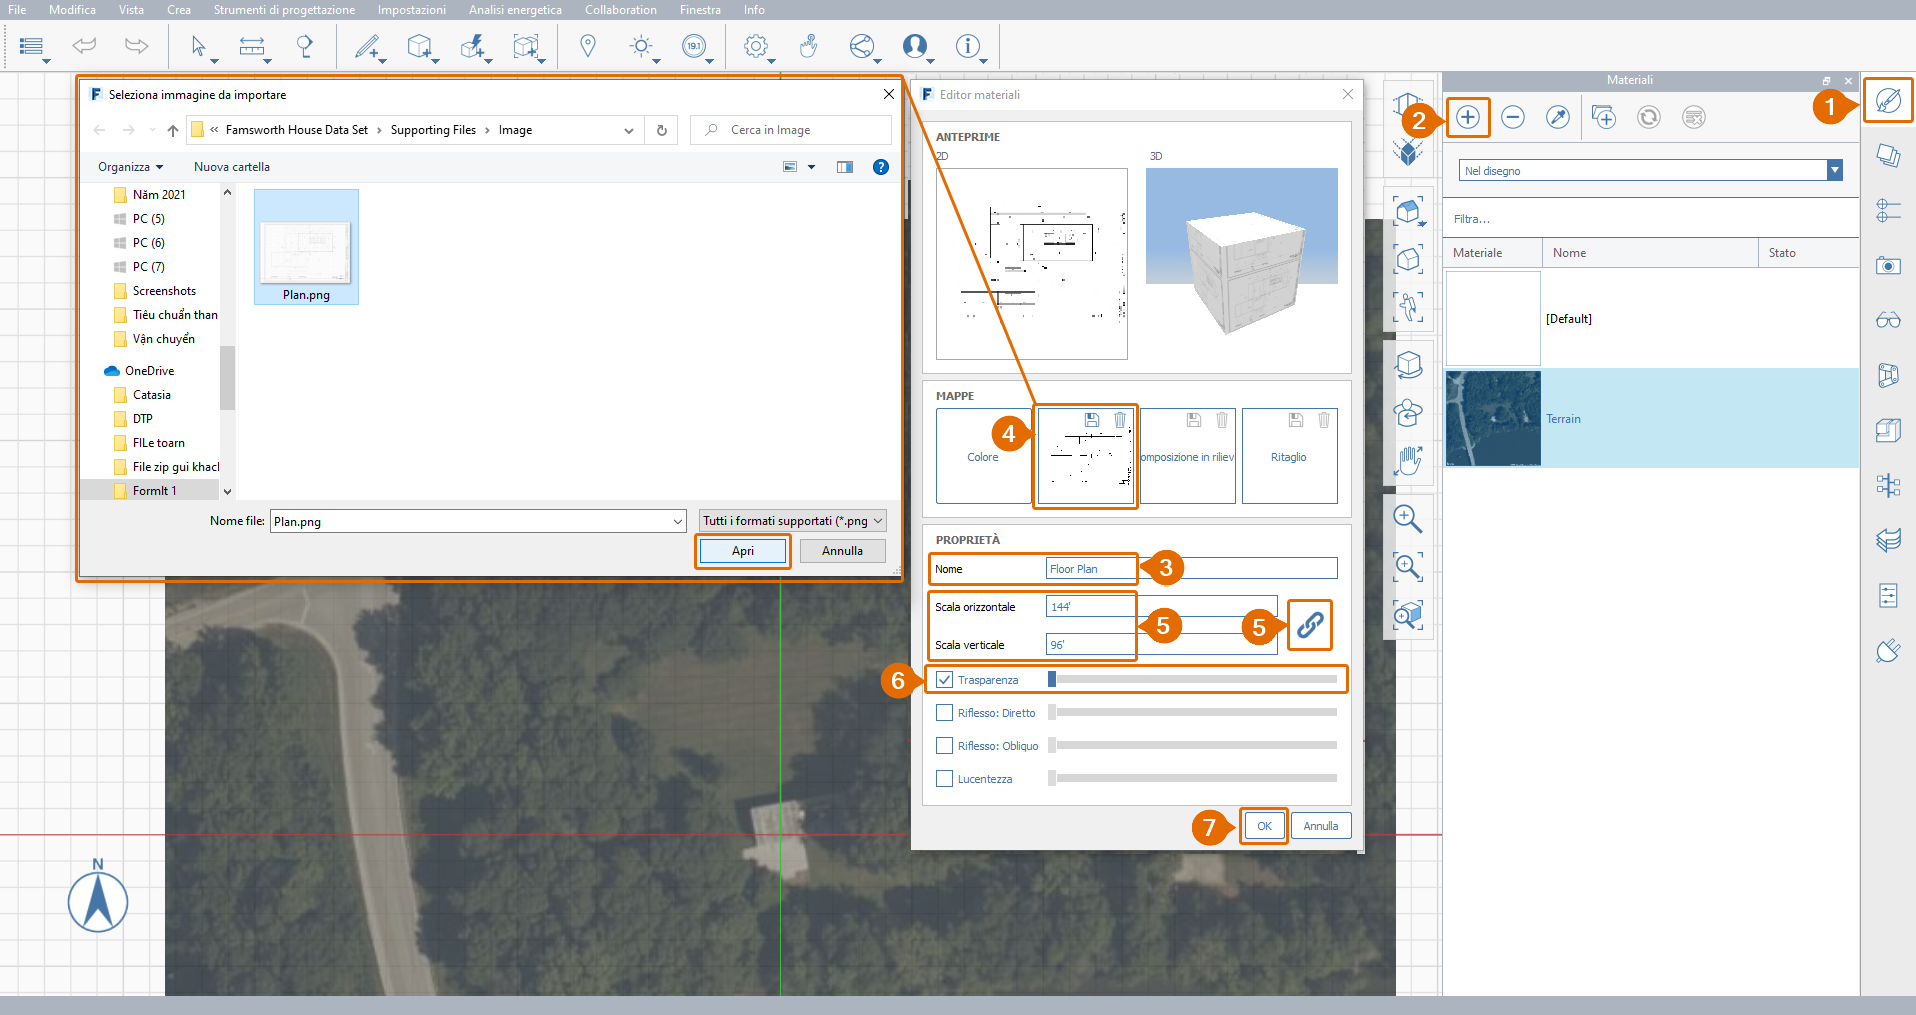 File Modifica Vista Crea Strumenti di progettazione Impostazioni Analisi energetica Collaboration Finestra Info
19.1
Seleziona immagine da importare
« Famsworth House Data Set > Supporting Files > Image
Cerca in Image
Organizza Nuova cartella
?
Năm 2021
PC (5)
PC (6)
PC (7)
Screenshots
Tiêu chuẩn than
Vận chuyển
OneDrive
Catasia
DTP
FILe toarn
File zip gui khacl
FormIt 1
Plan.png
Nome file: Plan.png Tutti i formati supportati (*.png
Apri Annulla
Editor materiali
ANTEPRIME
2D 3D
MAPPE
4
Colore omposizione in riliev Ritaglio
PROPRIETÀ
Nome Floor Plan 3
Scala orizzontale 144'
5 5
Scala verticale 96'
6 Trasparenza
Riflesso: Diretto
Riflesso: Obliquo
Lucentezza
7 OK Annulla
Materiali
1
2
Nel disegno
Filtra...
Materiale Nome Stato
[Default]
Terrain
N